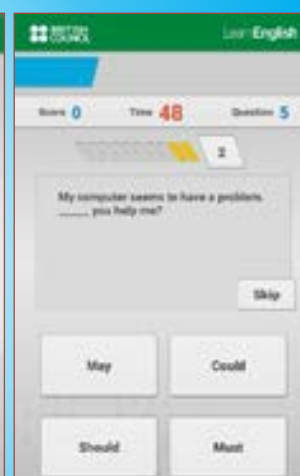 BRITISH COUNCIL
LearnEnglish
Score 0 Time 48 Question 5
2
My computer seems to have a problem.
_____ you help me?
Skip
May Could
Should Must